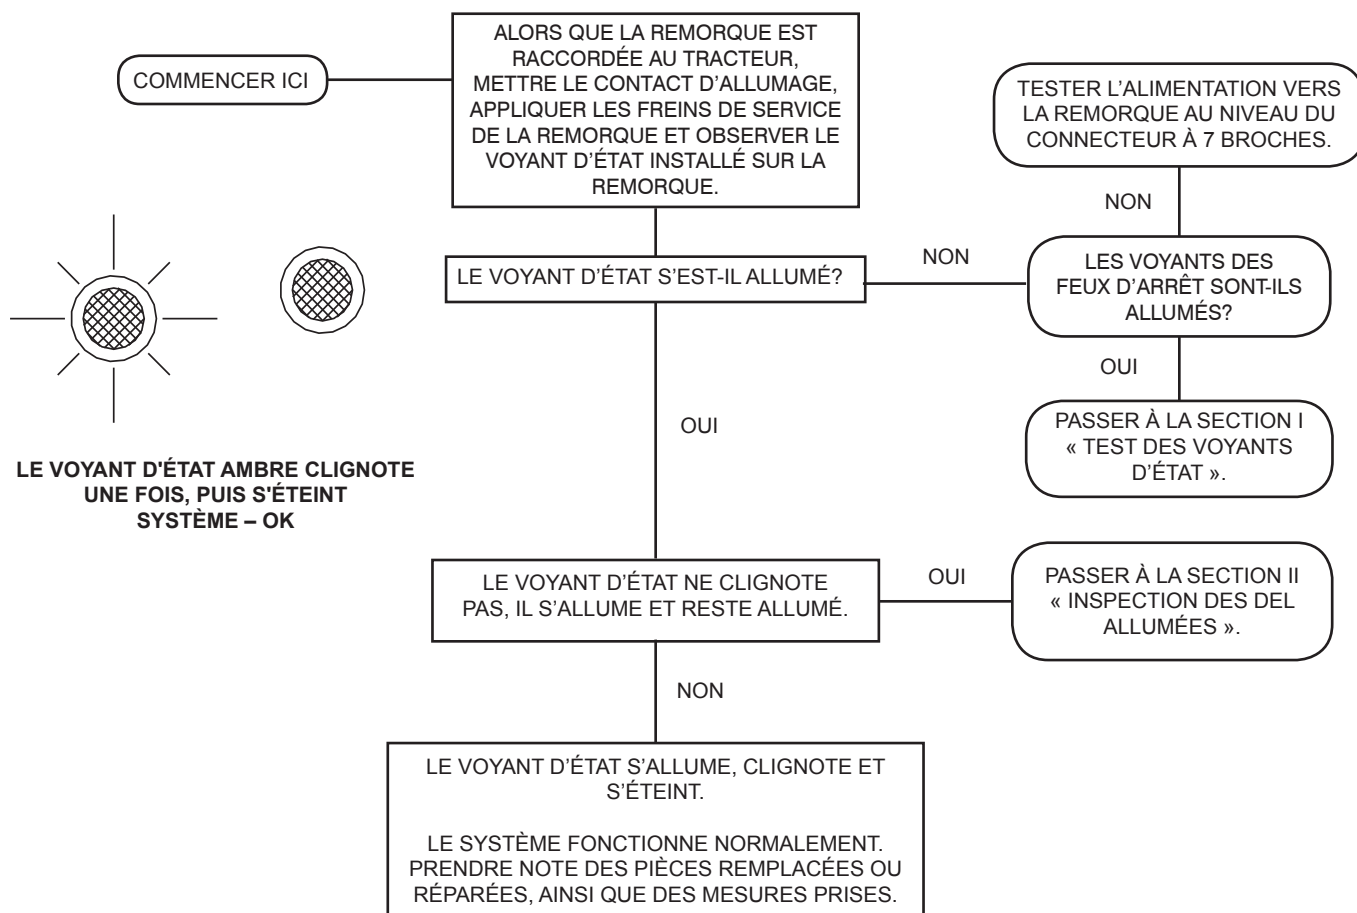 COMMENCER ICI
ALORS QUE LA REMORQUE EST
RACCORDÉE AU TRACTEUR,
METTRE LE CONTACT D’ALLUMAGE,
APPLIQUER LES FREINS DE SERVICE
DE LA REMORQUE ET OBSERVER LE
VOYANT D’ÉTAT INSTALLÉ SUR LA
REMORQUE.
TESTER L’ALIMENTATION VERS
LA REMORQUE AU NIVEAU DU
CONNECTEUR À 7 BROCHES.
NON
LE VOYANT D’ÉTAT S’EST-IL ALLUMÉ?
NON
LES VOYANTS DES
FEUX D’ARRÊT SONT-ILS
ALLUMÉS?
OUI
PASSER À LA SECTION I
« TEST DES VOYANTS
D’ÉTAT ».
OUI
LE VOYANT D'ÉTAT AMBRE CLIGNOTE
UNE FOIS, PUIS S'ÉTEINT
SYSTÈME – OK
LE VOYANT D’ÉTAT NE CLIGNOTE
PAS, IL S’ALLUME ET RESTE ALLUMÉ.
OUI
PASSER À LA SECTION II
« INSPECTION DES DEL
ALLUMÉES ».
NON
LE VOYANT D’ÉTAT S’ALLUME, CLIGNOTE ET
S’ÉTEINT.
LE SYSTÈME FONCTIONNE NORMALEMENT.
PRENDRE NOTE DES PIÈCES REMPLACÉES OU
RÉPARÉES, AINSI QUE DES MESURES PRISES.